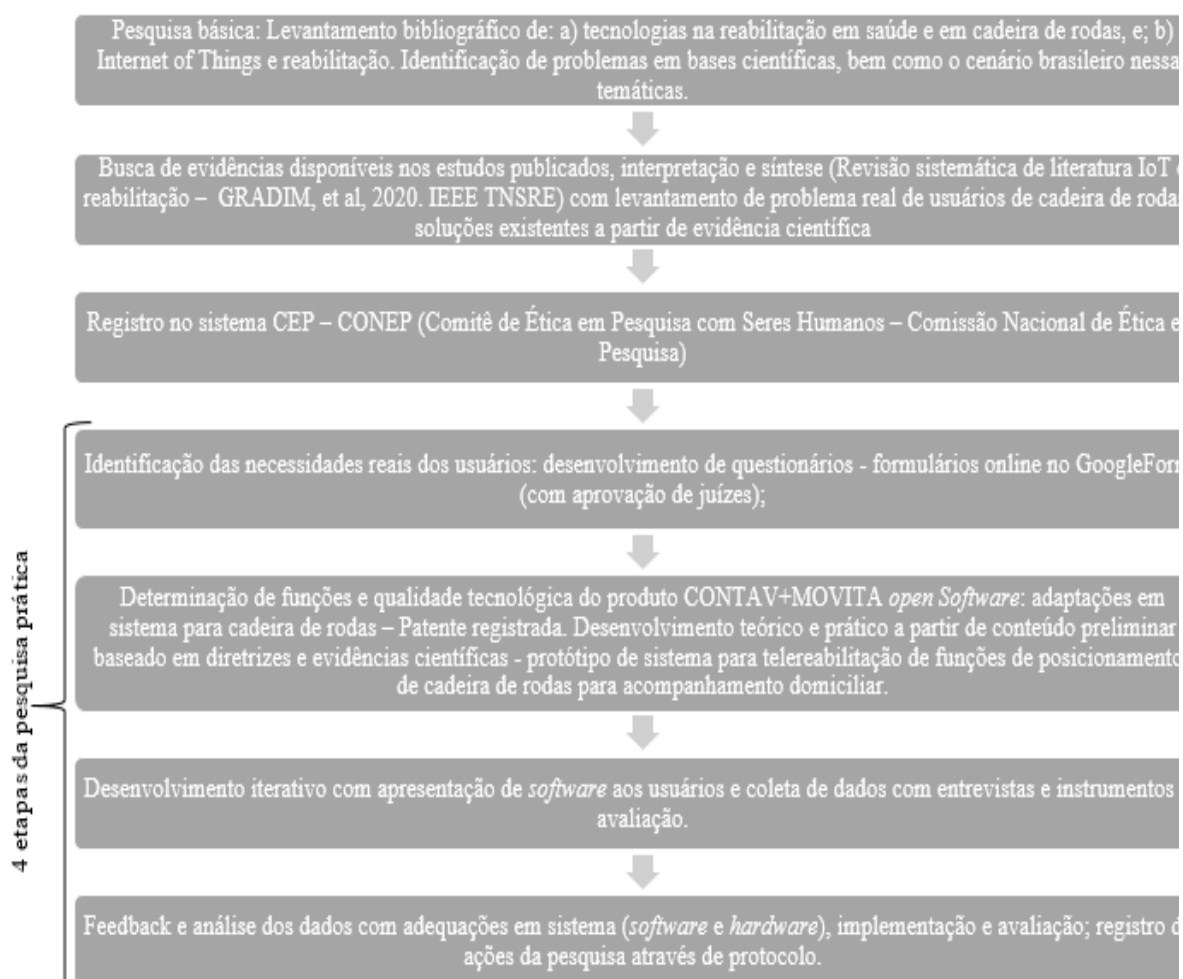 Pesquisa básica: Levantamento bibliográfico de: a) tecnologias na reabilitação em saúde e em cadeira de rodas, e; b)
Internet of Things e reabilitação. Identificação de problemas em bases científicas, bem como o cenário brasileiro nessa
temáticas.
Busca de evidências disponíveis nos estudos publicados, interpretação e síntese (Revisão sistemática de literatura IoT
reabilitação – GRADIM, et al, 2020. IEEE TNSRE) com levantamento de problema real de usuários de cadeira de rodas
soluções existentes a partir de evidência científica
Registro no sistema CEP – CONEP (Comitê de Ética em Pesquisa com Seres Humanos – Comissão Nacional de Ética e
Pesquisa)
4 etapas da pesquisa prática
Identificação das necessidades reais dos usuários: desenvolvimento de questionários - formulários online no GoogleForm
(com aprovação de juízes);
Determinação de funções e qualidade tecnológica do produto CONTAV+MOVITA open Software: adaptações em
sistema para cadeira de rodas – Patente registrada. Desenvolvimento teórico e prático a partir de conteúdo preliminar
baseado em diretrizes e evidências científicas - protótipo de sistema para telereabilitação de funções de posicionamento
de cadeira de rodas para acompanhamento domiciliar.
Desenvolvimento iterativo com apresentação de software aos usuários e coleta de dados com entrevistas e instrumentos
avaliação.
Feedback e análise dos dados com adequações em sistema (software e hardware), implementação e avaliação; registro d
ações da pesquisa através de protocolo.